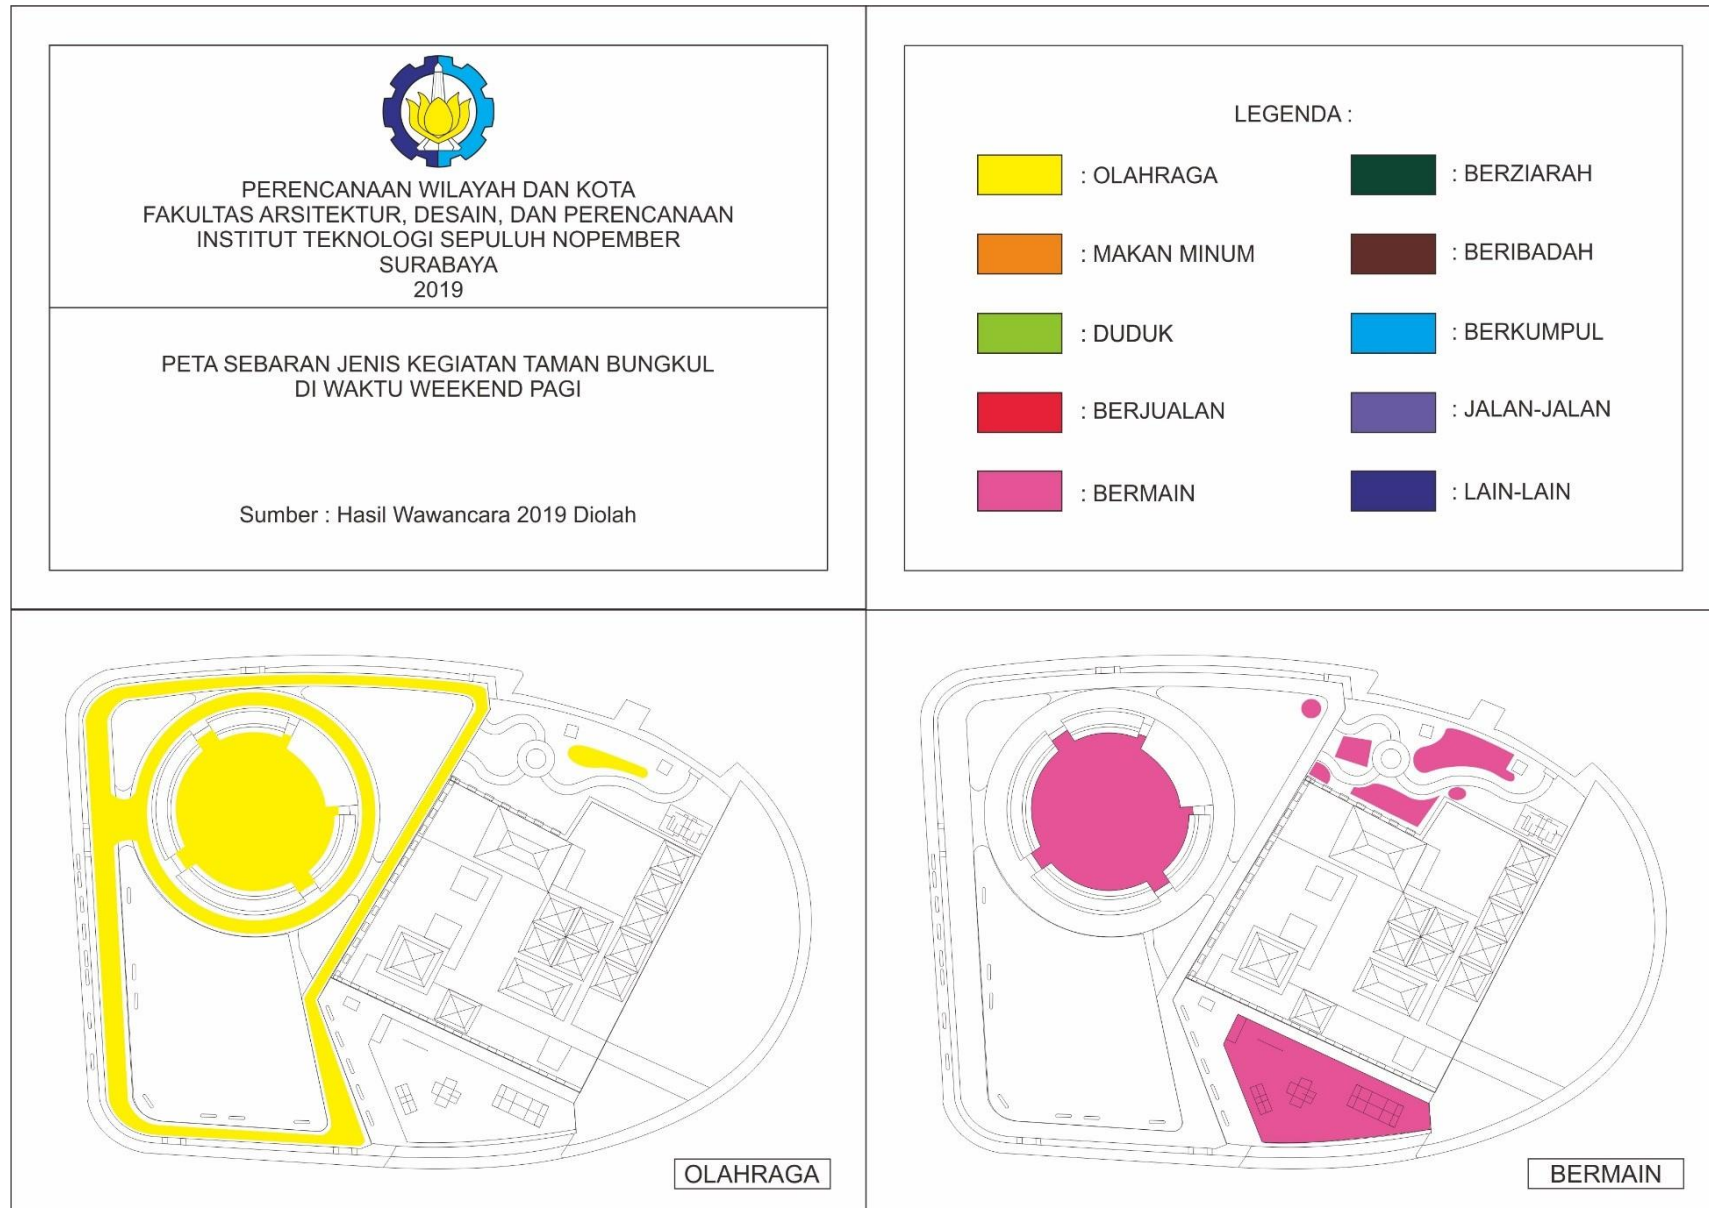 PERENCANAAN WILAYAH DAN KOTA
FAKULTAS ARSITEKTUR, DESAIN, DAN PERENCANAAN
INSTITUT TEKNOLOGI SEPULUH NOPEMBER
SURABAYA
2019
PETA SEBARAN JENIS KEGIATAN TAMAN BUNGKUL
DI WAKTU WEEKEND PAGI
Sumber : Hasil Wawancara 2019 Diolah
LEGENDA :
: OLAHRAGA
: MAKAN MINUM
: DUDUK
: BERJUALAN
: BERMAIN
: BERZIARAH
: BERIBADAH
: BERKUMPUL
: JALAN-JALAN
: LAIN-LAIN
OLAHRAGA
BERMAIN